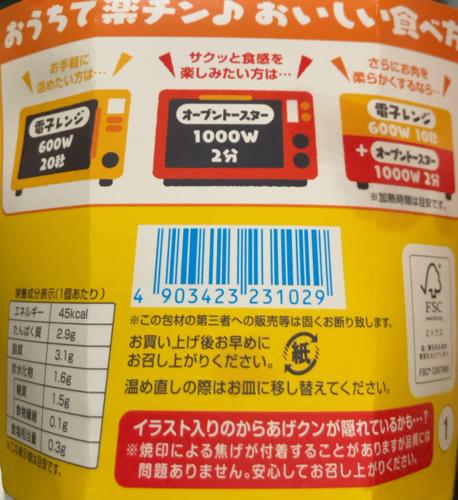 おうちで楽チン♪おいしい食べ方
お手軽に
温めたい方は…
電子レンジ
600W
20秒
サクッと食感を
楽しみたい方は…
オーブントースター
1000W
2分
さらにお肉を
柔らかくするなら…
電子レンジ
600W 10秒
+ オーブントースター
1000W 2分
※加熱時間は目安です。
4 903423 231029
栄養成分表示(1個あたり)
エネルギー 45kcal
たんぱく質 2.9g
脂質 3.1g
炭水化物 1.6g
糖質 1.5g
食物繊維 0.1g
食塩相当量 0.3g
※この表示値は目安です。
※この包材の第三者への販売等は固くお断り致します。
お買い上げ後お早めに
お召し上がりください。
紙
温め直しの際はお皿に移し替えてください。
FSC
www.fsc.org
ミックス
イラスト入りのからあげクンが隠れているかも…?
※焼印による焦げが付着することがありますが品質には
問題ありません。安心してお召し上がりください。
1